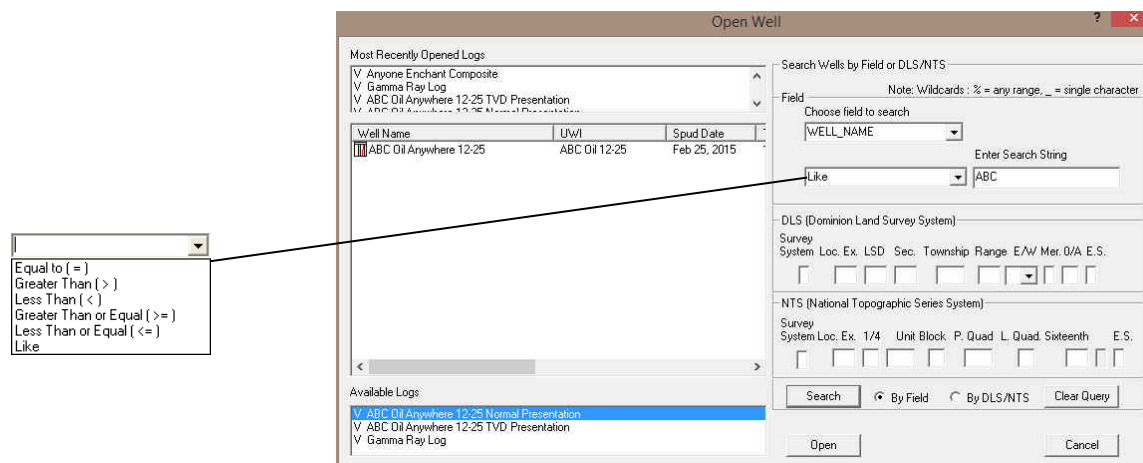 Open Well
?
×
Most Recently Opened Logs
V Anyone Enchant Composite
V Gamma Ray Log
V ABC Oil Anywhere 12-25 TVD Presentation
V ABC Oil Anywhere 12-25 Normal Presentation
Well Name UWI Spud Date
ABC Oil Anywhere 12-25 ABC Oil 12-25 Feb 25, 2015
Available Logs
V ABC Oil Anywhere 12-25 Normal Presentation
V ABC Oil Anywhere 12-25 TVD Presentation
V Gamma Ray Log
Search Wells by Field or DLS/NTS
Note: Wildcards : % = any range, _ = single character
Field
Choose field to search
WELL_NAME
Enter Search String
Like ABC
DLS (Dominion Land Survey System)
Survey
System Loc. Ex. LSD Sec. Township Range E/W Mer. 0/A E.S.
NTS (National Topographic Series System)
Survey
System Loc. Ex. 1/4 Unit Block P. Quad L. Quad. Sixteenth E.S.
Search By Field By DLS/NTS Clear Query
Open Cancel
Equal to ( = )
Greater Than ( > )
Less Than ( < )
Greater Than or Equal ( >= )
Less Than or Equal ( <= )
Like